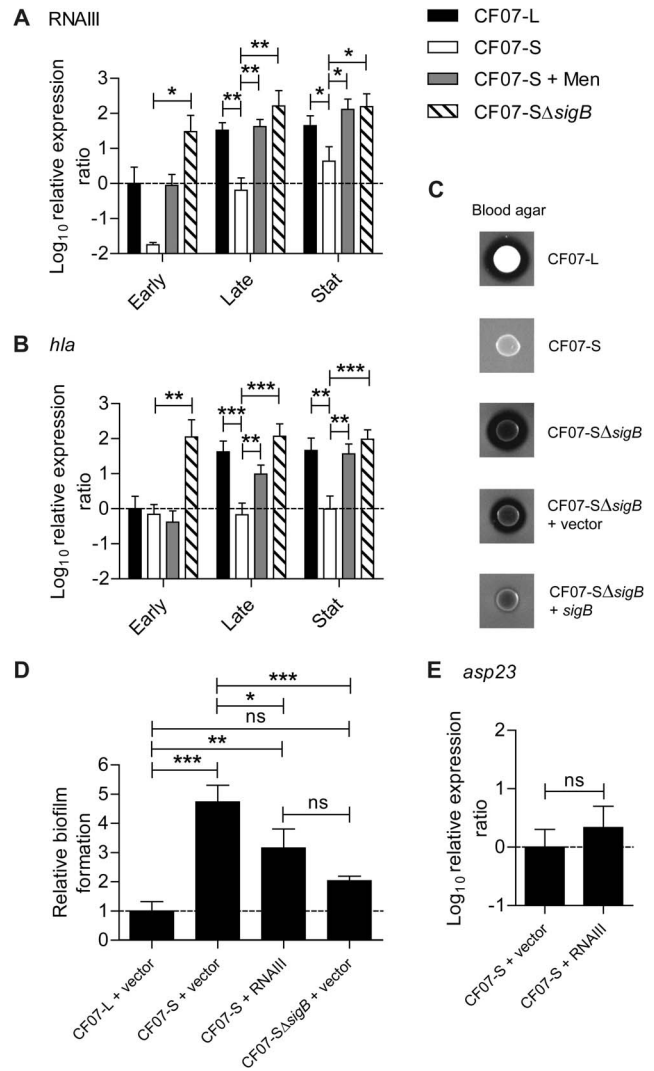 A RNAIII
CF07-L
CF07-S
CF07-S + Men
CF07-SΔsigB
Log10 relative expression
ratio
3
2
1
0
-1
-2
*
**
**
**
*
*
*
Early
Late
Stat
B hla
Log10 relative expression
ratio
3
2
1
0
-1
-2
**
***
***
**
***
**
**
Early
Late
Stat
C
Blood agar
CF07-L
CF07-S
CF07-SΔsigB
CF07-SΔsigB
+ vector
CF07-SΔsigB
+ sigB
D
Relative biofilm
formation
6
5
4
3
2
1
0
***
*
ns
**
***
ns
CF07-L + vector
CF07-S + vector
CF07-S + RNAIII
CF07-SΔsigB + vector
E asp23
Log10 relative expression
ratio
2
1
0
-1
ns
CF07-S + vector
CF07-S + RNAIII